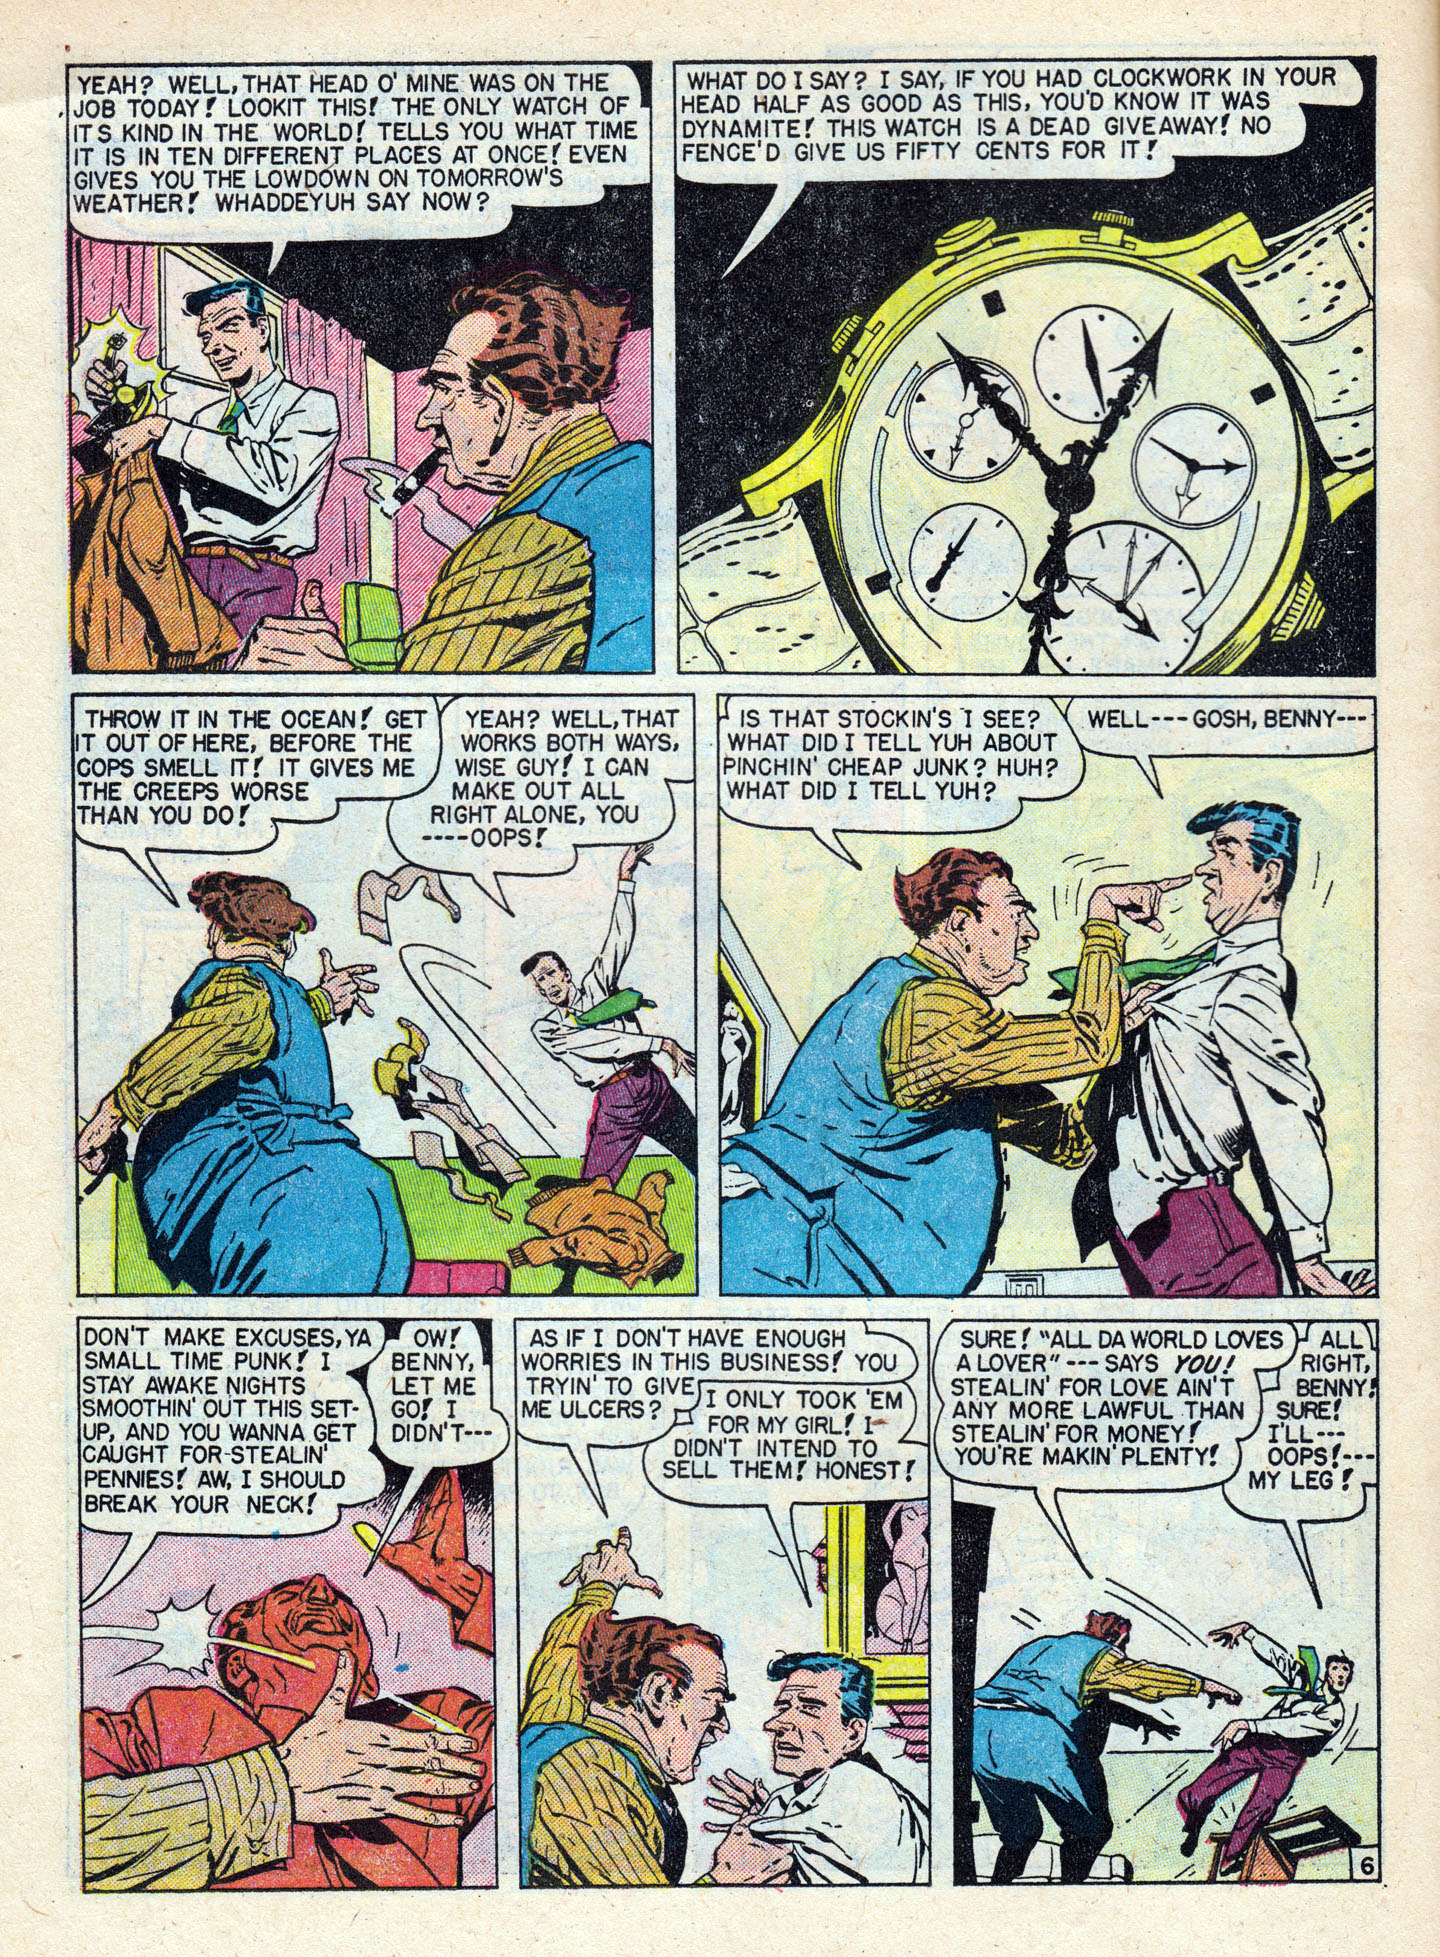 YEAH? WELL, THAT HEAD O' MINE WAS ON THE
JOB TODAY! LOOKIT THIS! THE ONLY WATCH OF
IT'S KIND IN THE WORLD! TELLS YOU WHAT TIME
IT IS IN TEN DIFFERENT PLACES AT ONCE! EVEN
GIVES YOU THE LOWDOWN ON TOMORROW'S
WEATHER! WHADDEYUH SAY NOW?
WHAT DO I SAY? I SAY, IF YOU HAD CLOCKWORK IN YOUR
HEAD HALF AS GOOD AS THIS, YOU'D KNOW IT WAS
DYNAMITE! THIS WATCH IS A DEAD GIVEAWAY! NO
FENCE'D GIVE US FIFTY CENTS FOR IT!
THROW IT IN THE OCEAN! GET
IT OUT OF HERE, BEFORE THE
COPS SMELL IT! IT GIVES ME
THE CREEPS WORSE
THAN YOU DO!
YEAH? WELL, THAT
WORKS BOTH WAYS,
WISE GUY! I CAN
MAKE OUT ALL
RIGHT ALONE, YOU
----OOPS!
IS THAT STOCKIN'S I SEE?
WHAT DID I TELL YUH ABOUT
PINCHIN' CHEAP JUNK? HUH?
WHAT DID I TELL YUH?
WELL---GOSH, BENNY---
DON'T MAKE EXCUSES, YA
SMALL TIME PUNK! I
STAY AWAKE NIGHTS
SMOOTHIN' OUT THIS SET-
UP, AND YOU WANNA GET
CAUGHT FOR-STEALIN'
PENNIES! AW, I SHOULD
BREAK YOUR NECK!
OW!
BENNY,
LET ME
GO! I
DIDN'T---
AS IF I DON'T HAVE ENOUGH
WORRIES IN THIS BUSINESS! YOU
TRYIN' TO GIVE
ME ULCERS?
I ONLY TOOK 'EM
FOR MY GIRL! I
DIDN'T INTEND TO
SELL THEM! HONEST!
SURE! "ALL DA WORLD LOVES
A LOVER"---SAYS YOU!
STEALIN' FOR LOVE AIN'T
ANY MORE LAWFUL THAN
STEALIN' FOR MONEY!
YOU'RE MAKIN' PLENTY!
ALL
RIGHT,
BENNY!
SURE!
I'LL---
OOPS!---
MY LEG!
6